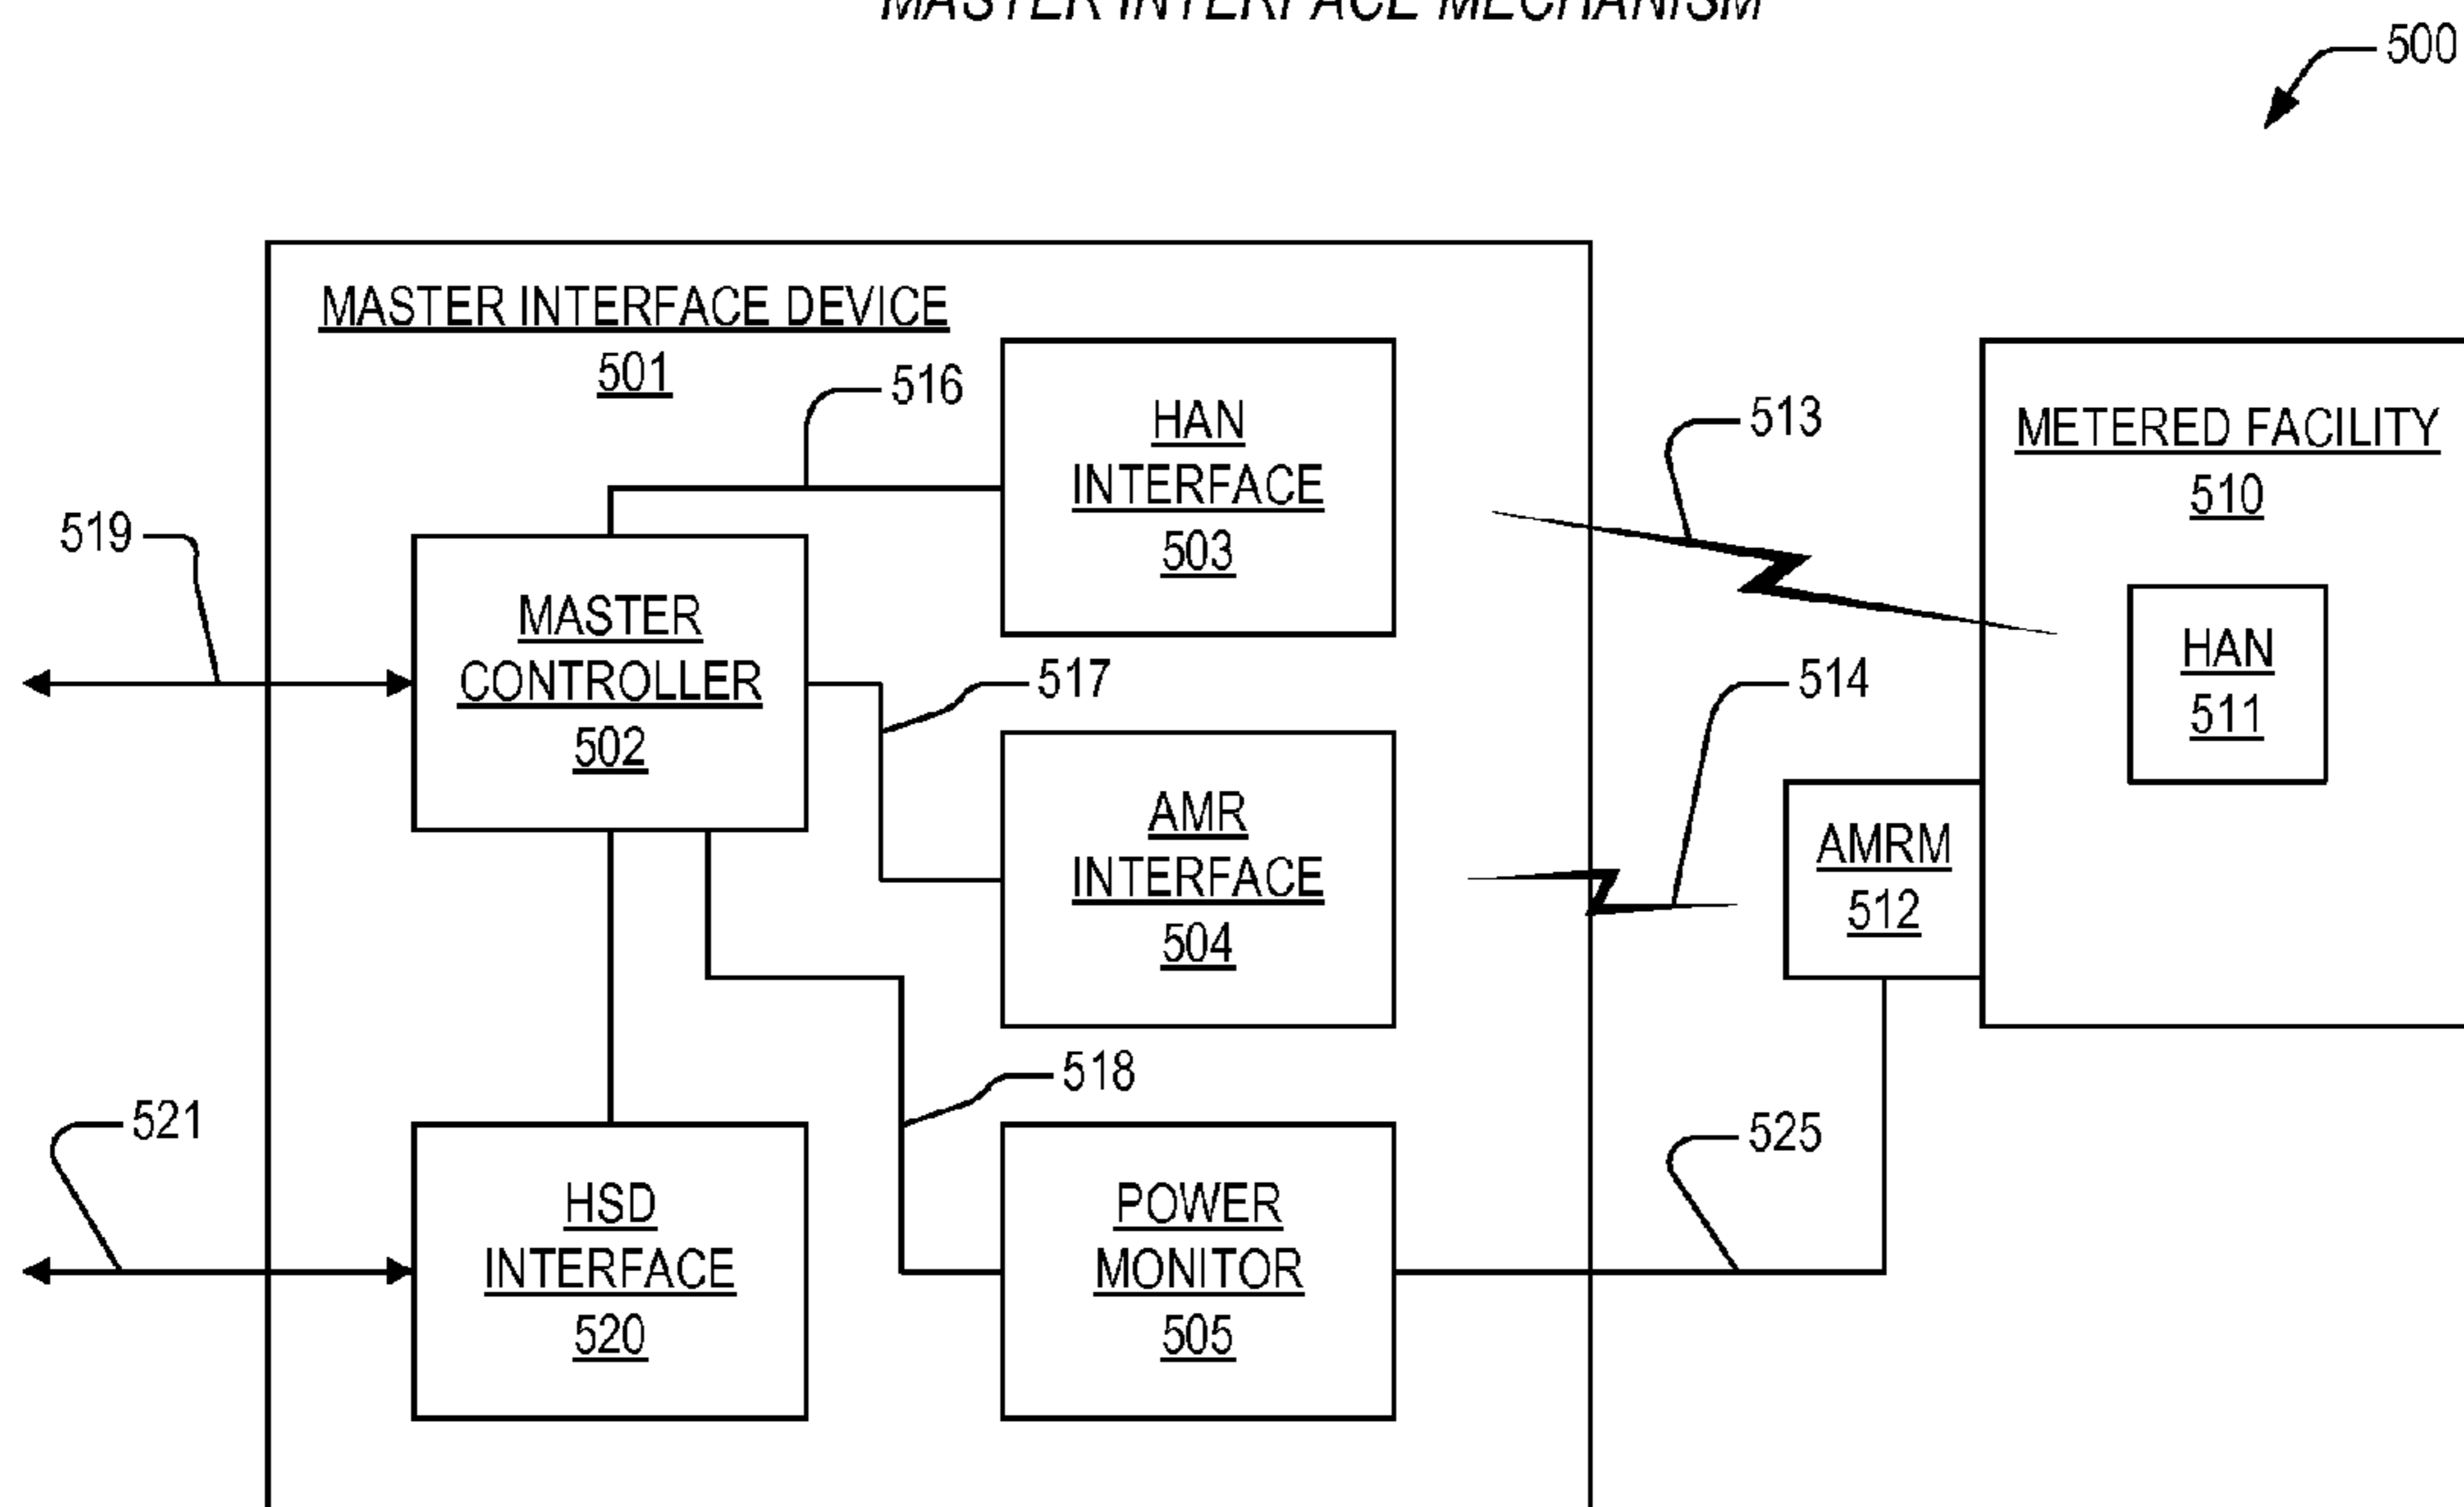 MASTER INTERFACE MECHANISM
500
MASTER INTERFACE DEVICE
501
516
HAN
INTERFACE
503
513
METERED FACILITY
510
519
MASTER
CONTROLLER
502
517
514
HAN
511
AMR
INTERFACE
504
AMRM
512
518
521
525
HSD
INTERFACE
520
POWER
MONITOR
505